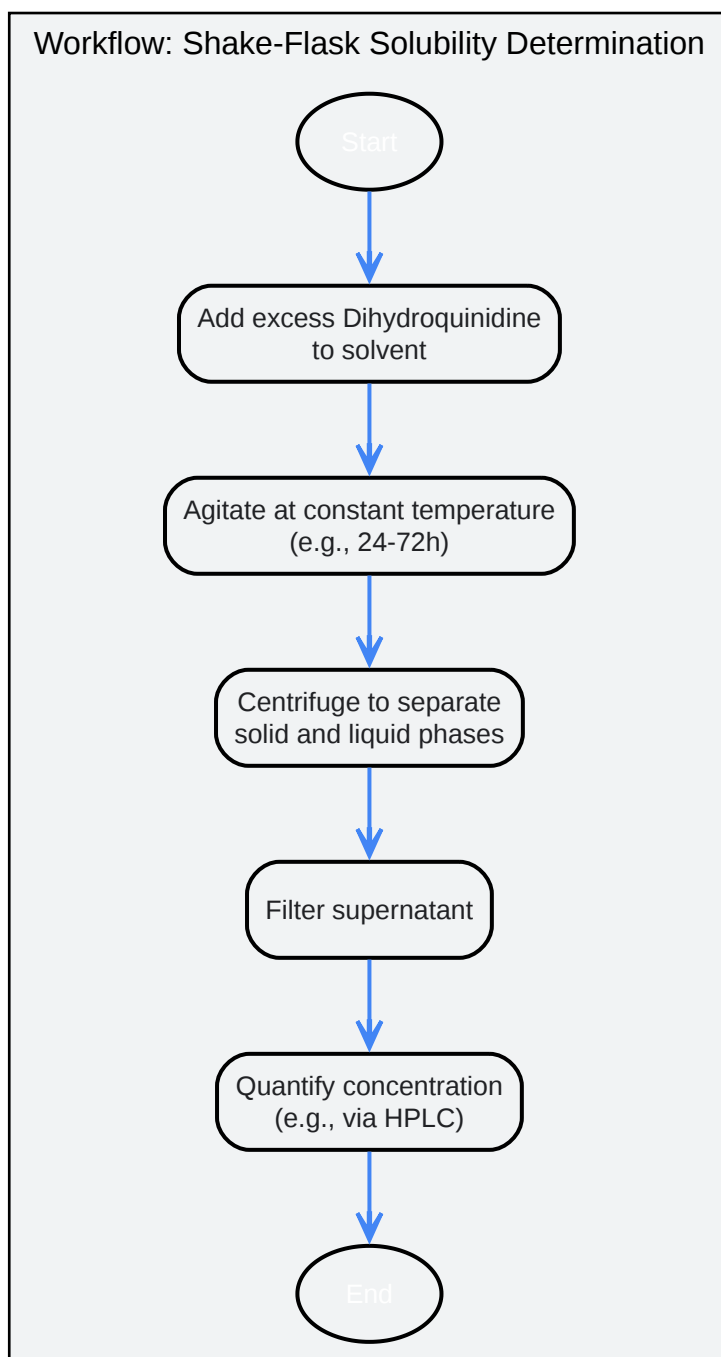 Workflow: Shake-Flask Solubility Determination
Start
Add excess Dihydroquinidine
to solvent
Agitate at constant temperature
(e.g., 24-72h)
Centrifuge to separate
solid and liquid phases
Filter supernatant
Quantify concentration
(e.g., via HPLC)
End